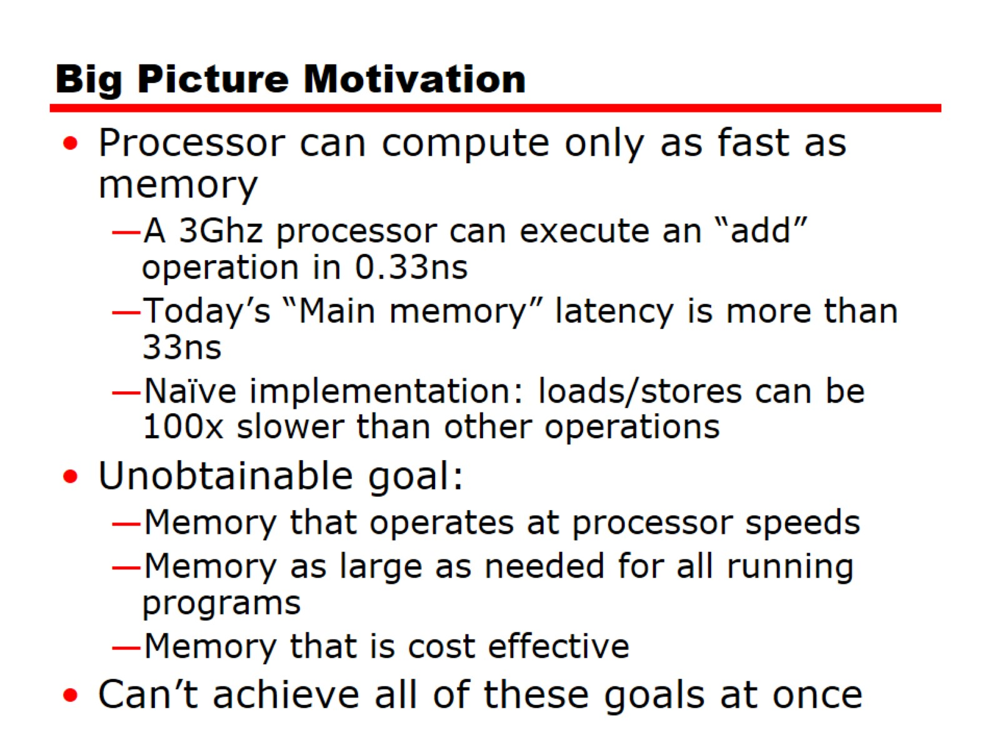 Big Picture Motivation
• Processor can compute only as fast as
memory
—A 3Ghz processor can execute an “add”
operation in 0.33ns
—Today’s “Main memory” latency is more than
33ns
—Naïve implementation: loads/stores can be
100x slower than other operations
• Unobtainable goal:
—Memory that operates at processor speeds
—Memory as large as needed for all running
programs
—Memory that is cost effective
• Can’t achieve all of these goals at once